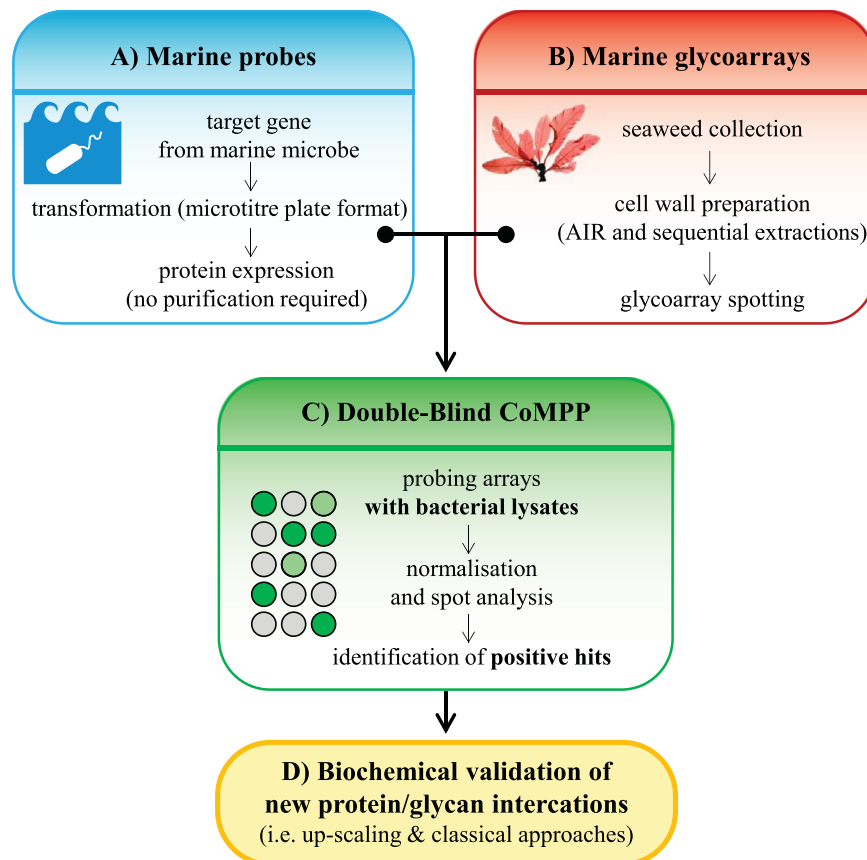 A) Marine probes
target gene
from marine microbe
transformation (microtitre plate format)
protein expression
(no purification required)
B) Marine glycoarrays
seaweed collection
cell wall preparation
(AIR and sequential extractions)
glycoarray spotting
C) Double-Blind CoMPP
probing arrays
with bacterial lysates
normalisation
and spot analysis
identification of positive hits
D) Biochemical validation of
new protein/glycan intercations
(i.e. up-scaling & classical approaches)